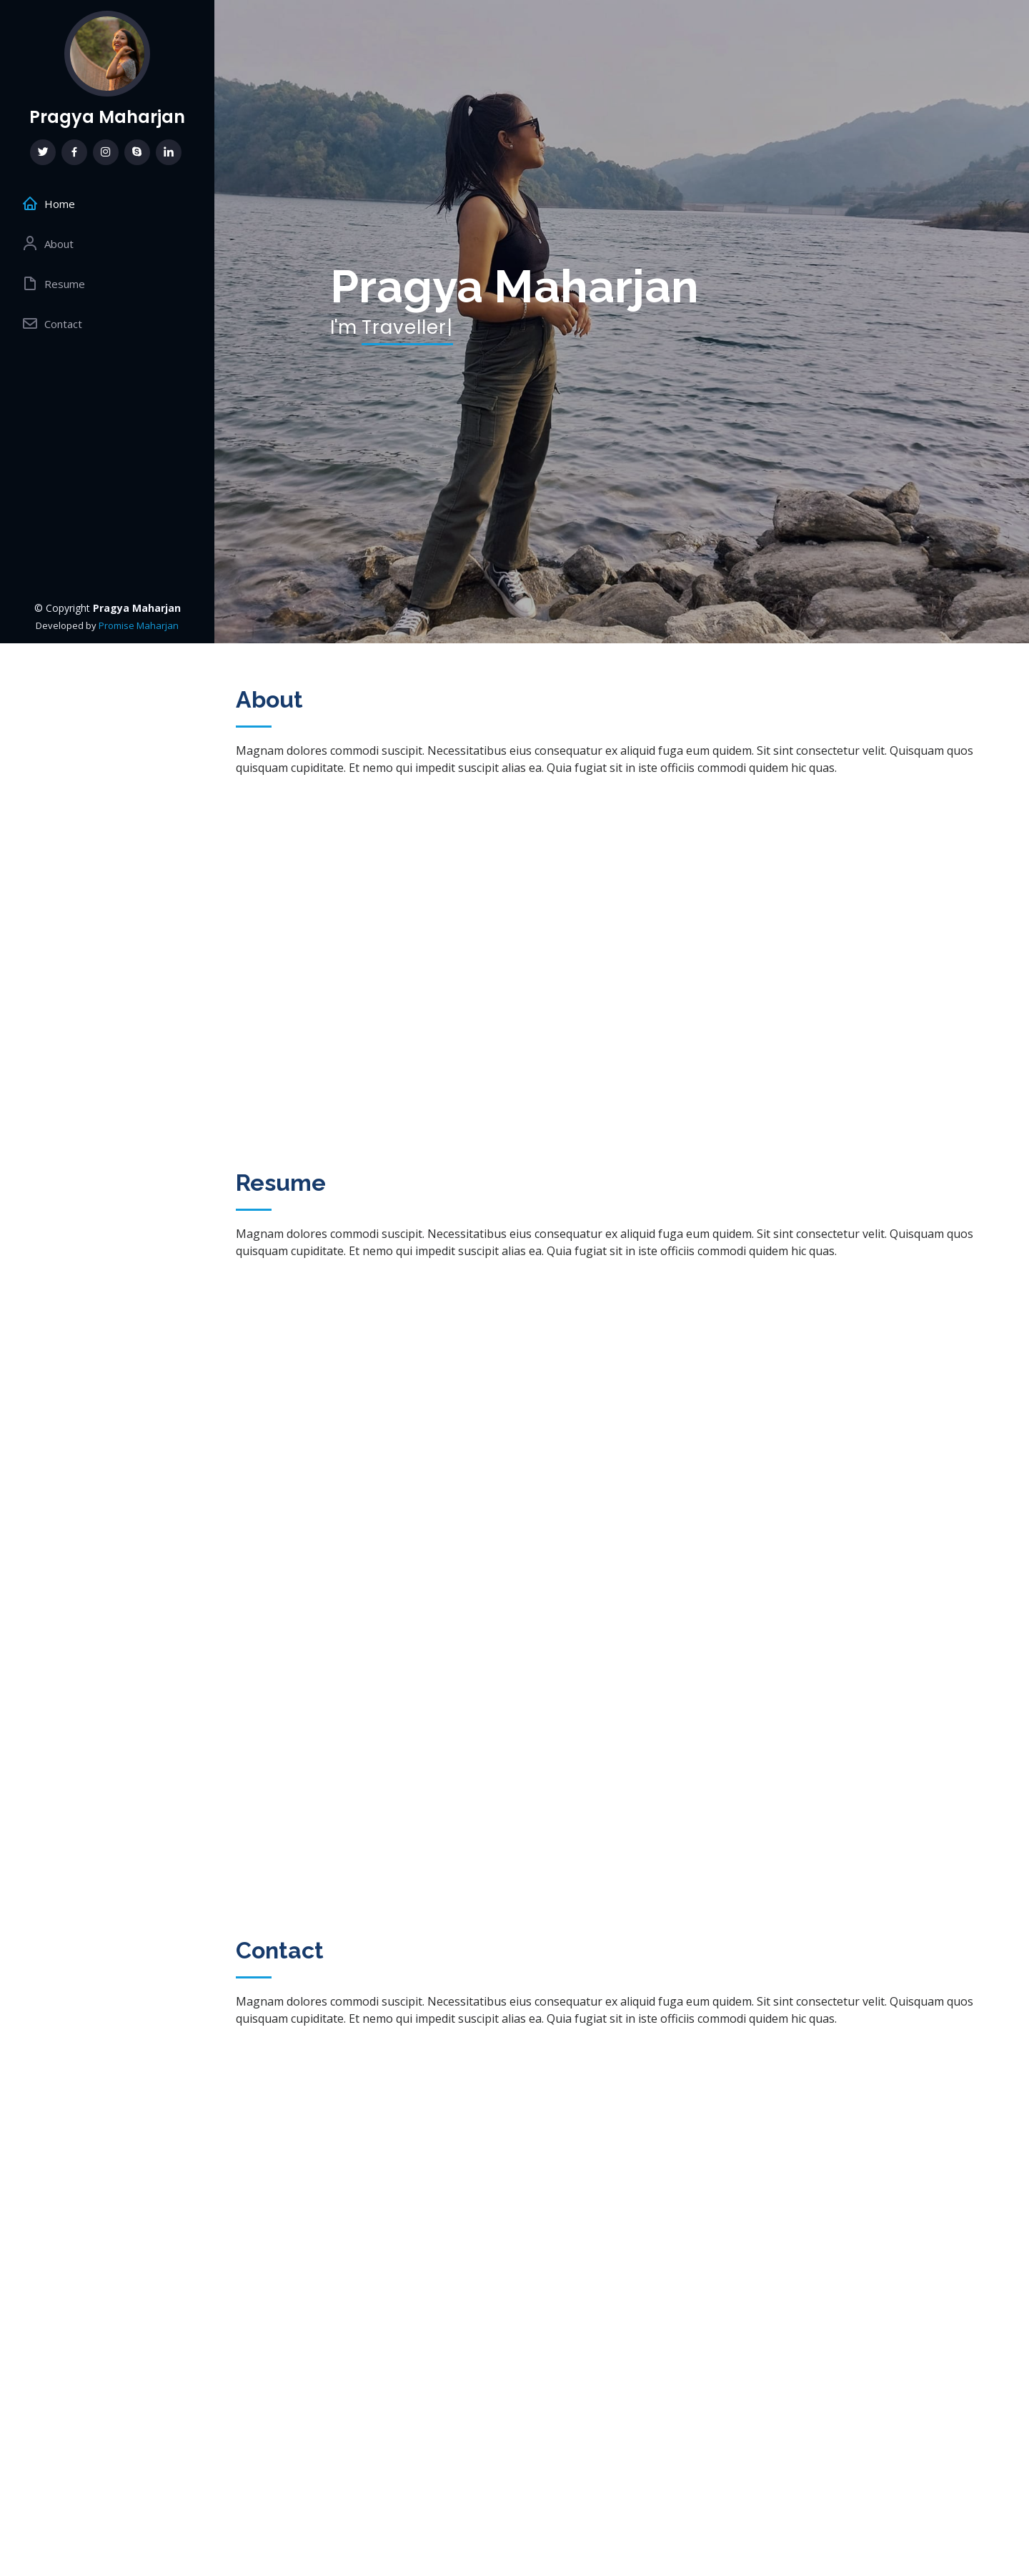 Pragya Maharjan
Home
About
Resume
Contact
© Copyright Pragya Maharjan
Developed by Promise Maharjan
Pragya Maharjan
I'm Traveller|
About
Magnam dolores commodi suscipit. Necessitatibus eius consequatur ex aliquid fuga eum quidem. Sit sint consectetur velit. Quisquam quos
quisquam cupiditate. Et nemo qui impedit suscipit alias ea. Quia fugiat sit in iste officiis commodi quidem hic quas.
Resume
Magnam dolores commodi suscipit. Necessitatibus eius consequatur ex aliquid fuga eum quidem. Sit sint consectetur velit. Quisquam quos
quisquam cupiditate. Et nemo qui impedit suscipit alias ea. Quia fugiat sit in iste officiis commodi quidem hic quas.
Contact
Magnam dolores commodi suscipit. Necessitatibus eius consequatur ex aliquid fuga eum quidem. Sit sint consectetur velit. Quisquam quos
quisquam cupiditate. Et nemo qui impedit suscipit alias ea. Quia fugiat sit in iste officiis commodi quidem hic quas.